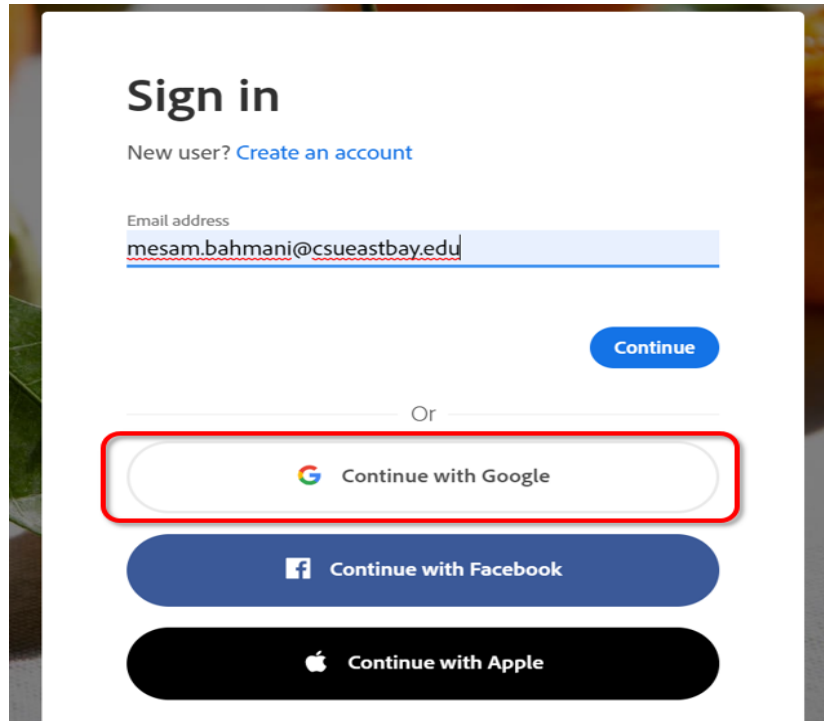 Sign in
New user? Create an account
Email address
mesam.bahmani@csueastbay.edu
Continue
Or
Continue with Google
Continue with Facebook
Continue with Apple